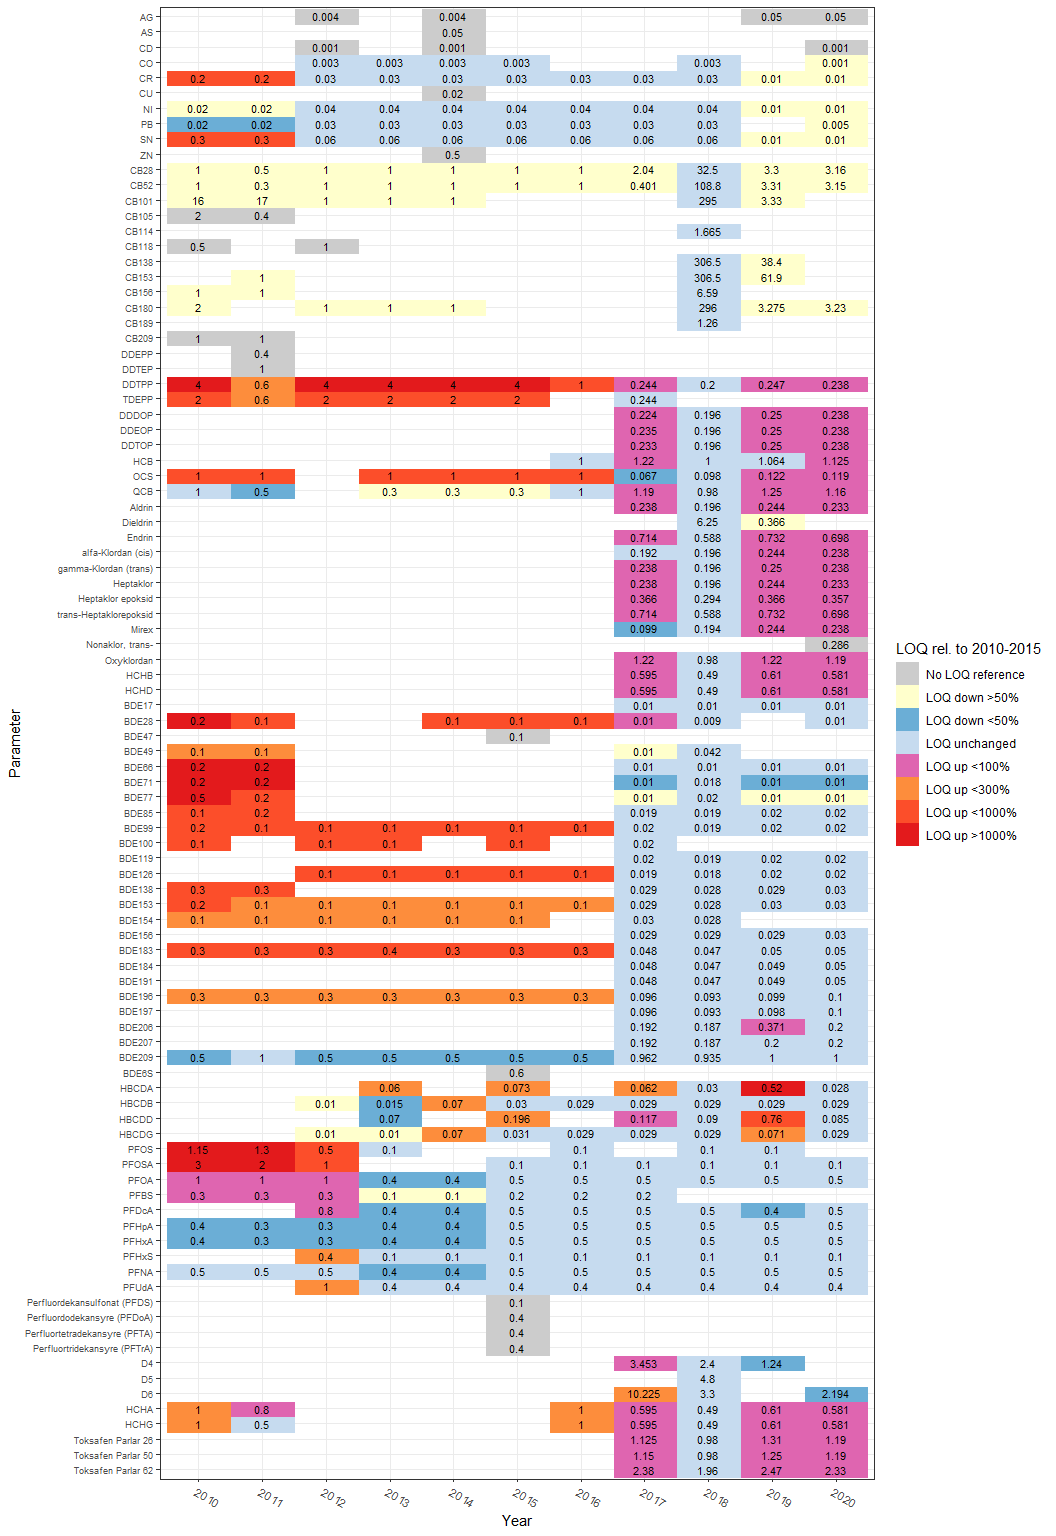 AG 0.004 0.004 0.05 0.05
AS 0.05
CD 0.001 0.001 0.001
CO 0.003 0.003 0.003 0.003 0.003 0.001
CR 0.2 0.2 0.03 0.03 0.03 0.03 0.03 0.03 0.03 0.01 0.01
CU 0.02
NI 0.02 0.02 0.04 0.04 0.04 0.04 0.04 0.04 0.04 0.01 0.01
PB 0.02 0.02 0.03 0.03 0.03 0.03 0.03 0.03 0.03 0.005
SN 0.3 0.3 0.06 0.06 0.06 0.06 0.06 0.06 0.06 0.01 0.01
ZN 0.5
CB28 1 0.5 1 1 1 1 1 2.04 32.5 3.3 3.16
CB52 1 0.3 1 1 1 1 1 0.401 108.8 3.31 3.15
CB101 16 17 1 1 1 295 3.33
CB105 2 0.4
CB114 1.665
CB118 0.5 1
CB138 306.5 38.4
CB153 1 306.5 61.9
CB156 1 1 6.59
CB180 2 1 1 1 296 3.275 3.23
CB189 1.26
CB209 1 1
DDEPP 0.4
DDTEP 1
DDTPP 4 0.6 4 4 4 4 1 0.244 0.2 0.247 0.238
TDEPP 2 0.6 2 2 2 2 0.244
DDDOP 0.224 0.196 0.25 0.238
DDEOP 0.235 0.196 0.25 0.238
DDTOP 0.233 0.196 0.25 0.238
HCB 1 1.22 1 1.064 1.125
OCS 1 1 1 1 1 1 0.067 0.098 0.122 0.119
QCB 1 0.5 0.3 0.3 0.3 1 1.19 0.98 1.25 1.16
Aldrin 0.238 0.196 0.244 0.233
Dieldrin 6.25 0.366
Endrin 0.714 0.588 0.732 0.698
alfa-Klordan (cis) 0.192 0.196 0.244 0.238
gamma-Klordan (trans) 0.238 0.196 0.25 0.238
Heptaklor 0.238 0.196 0.244 0.233
Heptaklor epoksid 0.366 0.294 0.366 0.357
trans-Heptaklorepoksid 0.714 0.588 0.732 0.698
Mirex 0.099 0.194 0.244 0.238
Nonaklor, trans- 0.286
Oxyklordan 1.22 0.98 1.22 1.19
HCHB 0.595 0.49 0.61 0.581
HCHD 0.595 0.49 0.61 0.581
BDE17 0.01 0.01 0.01 0.01
BDE28 0.2 0.1 0.1 0.1 0.1 0.01 0.009 0.01
BDE47 0.1
BDE49 0.1 0.1 0.01 0.042
BDE66 0.2 0.2 0.01 0.01 0.01 0.01
BDE71 0.2 0.2 0.01 0.018 0.01 0.01
BDE77 0.5 0.2 0.01 0.02 0.01 0.01
BDE85 0.1 0.2 0.019 0.019 0.02 0.02
BDE99 0.2 0.1 0.1 0.1 0.1 0.1 0.1 0.02 0.019 0.02 0.02
BDE100 0.1 0.1 0.1 0.1 0.02
BDE119 0.02 0.019 0.02 0.02
BDE126 0.1 0.1 0.1 0.1 0.1 0.019 0.018 0.02 0.02
BDE138 0.3 0.3 0.029 0.028 0.029 0.03
BDE153 0.2 0.1 0.1 0.1 0.1 0.1 0.1 0.029 0.028 0.03 0.03
BDE154 0.1 0.1 0.1 0.1 0.1 0.1 0.03 0.028
BDE156 0.029 0.029 0.029 0.03
BDE183 0.3 0.3 0.3 0.4 0.3 0.3 0.3 0.048 0.047 0.05 0.05
BDE184 0.048 0.047 0.049 0.05
BDE191 0.048 0.047 0.049 0.05
BDE196 0.3 0.3 0.3 0.3 0.3 0.3 0.3 0.096 0.093 0.099 0.1
BDE197 0.096 0.093 0.098 0.1
BDE206 0.192 0.187 0.371 0.2
BDE207 0.192 0.187 0.2 0.2
BDE209 0.5 1 0.5 0.5 0.5 0.5 0.5 0.962 0.935 1 1
BDE6S 0.6
HBCDA 0.06 0.073 0.062 0.03 0.52 0.028
HBCDB 0.01 0.015 0.07 0.03 0.029 0.029 0.029 0.029 0.029
HBCDD 0.07 0.196 0.117 0.09 0.76 0.085
HBCDG 0.01 0.01 0.07 0.031 0.029 0.029 0.029 0.071 0.029
PFOS 1.15 1.3 0.5 0.1 0.1 0.1 0.1
PFOSA 3 2 1 0.1 0.1 0.1 0.1 0.1 0.1
PFOA 1 1 1 0.4 0.4 0.5 0.5 0.5 0.5 0.5 0.5
PFBS 0.3 0.3 0.3 0.1 0.1 0.2 0.2 0.2
PFDcA 0.8 0.4 0.4 0.5 0.5 0.5 0.5 0.4 0.5
PFHpA 0.4 0.3 0.3 0.4 0.4 0.5 0.5 0.5 0.5 0.5 0.5
PFHxA 0.4 0.3 0.3 0.4 0.4 0.5 0.5 0.5 0.5 0.5 0.5
PFHxS 0.4 0.1 0.1 0.1 0.1 0.1 0.1 0.1 0.1
PFNA 0.5 0.5 0.5 0.4 0.4 0.5 0.5 0.5 0.5 0.5 0.5
PFUdA 1 0.4 0.4 0.4 0.4 0.4 0.4 0.4 0.4
Perfluordekansulfonat (PFDS) 0.1
Perfluordodekansyre (PFDoA) 0.4
Perfluortetradekansyre (PFTA) 0.4
Perfluortridekansyre (PFTrA) 0.4
D4 3.453 2.4 1.24
D5 4.8
D6 10.225 3.3 2.194
HCHA 1 0.8 1 0.595 0.49 0.61 0.581
HCHG 1 0.5 1 0.595 0.49 0.61 0.581
Toksafen Parlar 26 1.125 0.98 1.31 1.19
Toksafen Parlar 50 1.15 0.98 1.25 1.19
Toksafen Parlar 62 2.38 1.96 2.47 2.33
2010 2011 2012 2013 2014 2015 2016 2017 2018 2019 2020
Year
Parameter
LOQ rel. to 2010-2015
No LOQ reference
LOQ down >50%
LOQ down <50%
LOQ unchanged
LOQ up <100%
LOQ up <300%
LOQ up <1000%
LOQ up >1000%